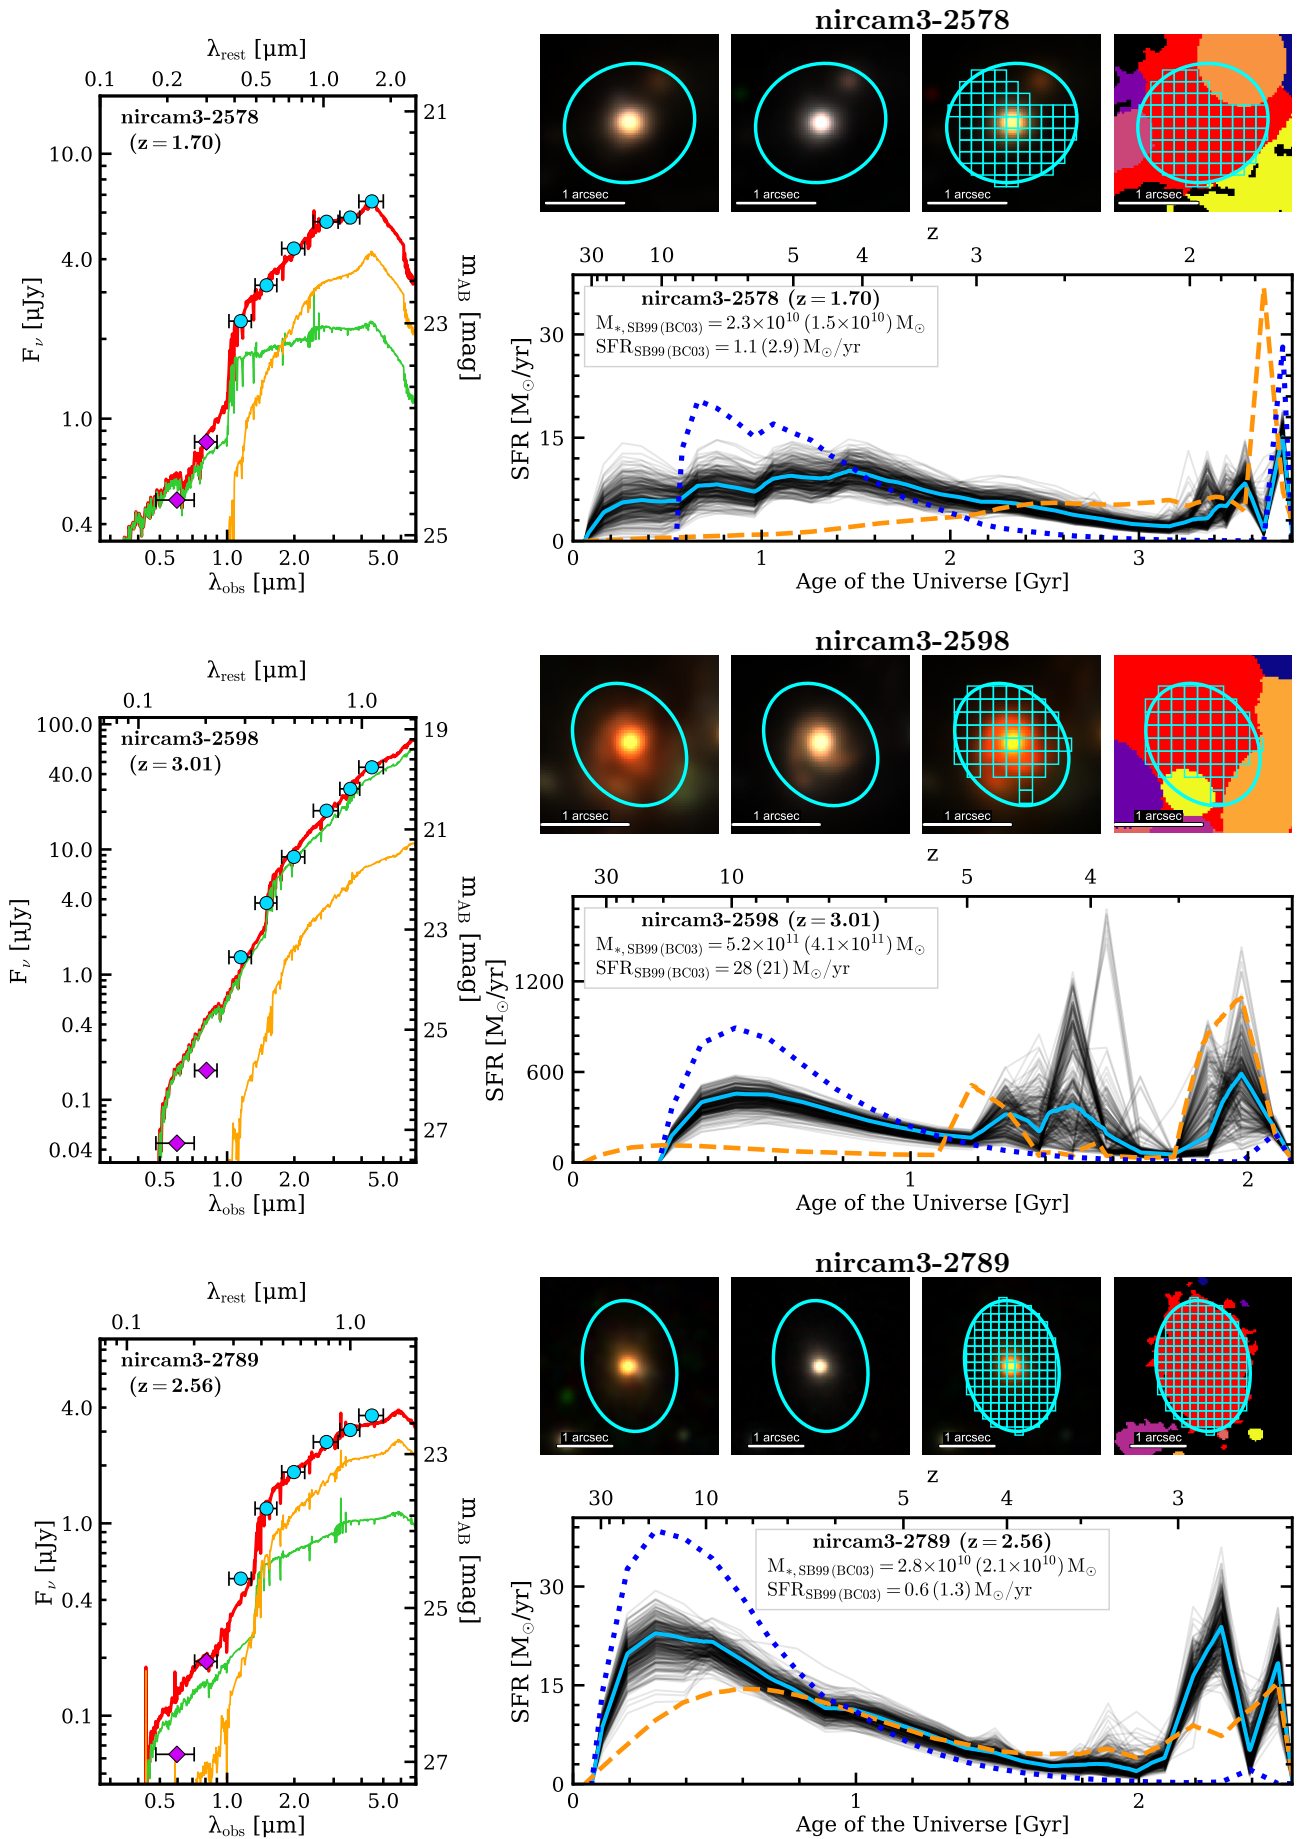 nircam3-2578
λrest [μm]
0.1 0.2 0.5 1.0 2.0
nircam3-2578
(z = 1.70)
10.0
4.0
1.0
0.4
Fν [μJy]
21
23
25
mAB [mag]
0.5 1.0 2.0 5.0
λobs [μm]
1 arcsec
1 arcsec
1 arcsec
1 arcsec
z
30 10 5 4 3 2
nircam3-2578 (z = 1.70)
M*,SB99 (BC03) = 2.3×10¹⁰ (1.5×10¹⁰) M⊙
SFRSB99 (BC03) = 1.1 (2.9) M⊙/yr
SFR [M⊙/yr]
30
15
0
0 1 2 3
Age of the Universe [Gyr]
nircam3-2598
λrest [μm]
0.1 1.0
nircam3-2598
(z = 3.01)
100.0
40.0
10.0
4.0
1.0
0.4
0.1
0.04
Fν [μJy]
19
21
23
25
27
mAB [mag]
0.5 1.0 2.0 5.0
λobs [μm]
1 arcsec
1 arcsec
1 arcsec
1 arcsec
z
30 10 5 4
nircam3-2598 (z = 3.01)
M*,SB99 (BC03) = 5.2×10¹¹ (4.1×10¹¹) M⊙
SFRSB99 (BC03) = 28 (21) M⊙/yr
SFR [M⊙/yr]
1200
600
0
0 1 2
Age of the Universe [Gyr]
nircam3-2789
λrest [μm]
0.1 1.0
nircam3-2789
(z = 2.56)
4.0
1.0
0.4
0.1
Fν [μJy]
23
25
27
mAB [mag]
0.5 1.0 2.0 5.0
λobs [μm]
1 arcsec
1 arcsec
1 arcsec
1 arcsec
z
30 10 5 4 3
nircam3-2789 (z = 2.56)
M*,SB99 (BC03) = 2.8×10¹⁰ (2.1×10¹⁰) M⊙
SFRSB99 (BC03) = 0.6 (1.3) M⊙/yr
SFR [M⊙/yr]
30
15
0
0 1 2
Age of the Universe [Gyr]